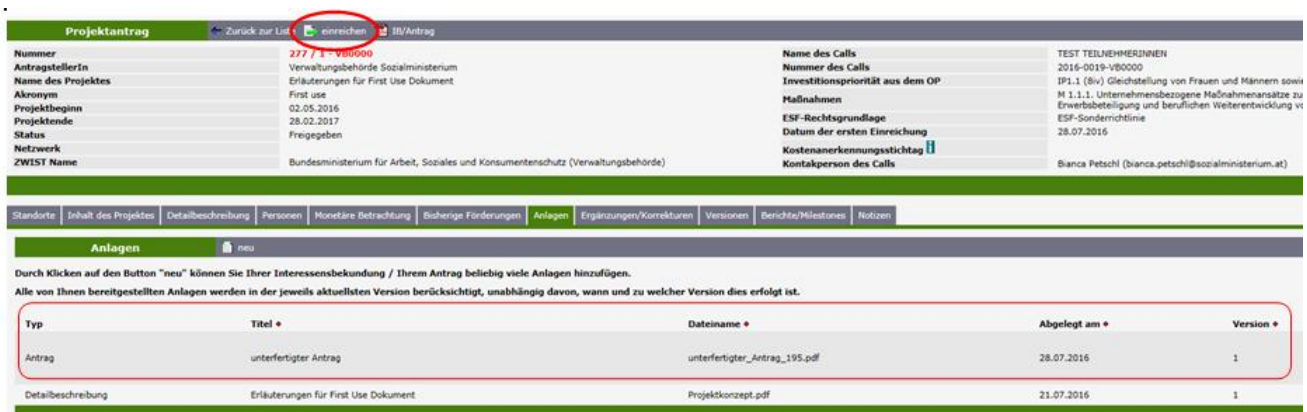 Projektantrag Zurück zur Liste einreichen IB/Antrag
Nummer 277 / 1 - VB0000 Name des Calls TEST TEILNEHMERINNEN
AntragstellerIn Verwaltungsbehörde Sozialministerium Nummer des Calls 2016-0019-VB0000
Name des Projektes Erläuterungen für First Use Dokument Investitionspriorität aus dem OP IP1.1 (8iv) Gleichstellung von Frauen und Männern sowie
Akronym First use Maßnahmen M 1.1.1. Unternehmensbezogene Maßnahmenansätze zu
Erwerbsbeteiligung und beruflichen Weiterentwicklung
Projektbeginn 02.05.2016
Projektende 28.02.2017 ESF-Rechtsgrundlage ESF-Sonderrichtlinie
Status Freigegeben Datum der ersten Einreichung 28.07.2016
Netzwerk Kostenanerkennungsstichtag i
ZWIST Name Bundesministerium für Arbeit, Soziales und Konsumentenschutz (Verwaltungsbehörde) Kontakperson des Calls Bianca Petschl (bianca.petschl@sozialministerium.at)
Standorte Inhalt des Projektes Detailbeschreibung Personen Monetäre Betrachtung Bisherige Förderungen Anlagen Ergänzungen/Korrekturen Versionen Berichte/Milestones Notizen
Anlagen neu
Durch Klicken auf den Button "neu" können Sie Ihrer Interessensbekundung / Ihrem Antrag beliebig viele Anlagen hinzufügen.
Alle von Ihnen bereitgestellten Anlagen werden in der jeweils aktuellsten Version berücksichtigt, unabhängig davon, wann und zu welcher Version dies erfolgt ist.
Typ Titel Dateiname Abgelegt am Version
Antrag unterfertigter Antrag unterfertigter_Antrag_195.pdf 28.07.2016 1
Detailbeschreibung Erläuterungen für First Use Dokument Projektkonzept.pdf 21.07.2016 1